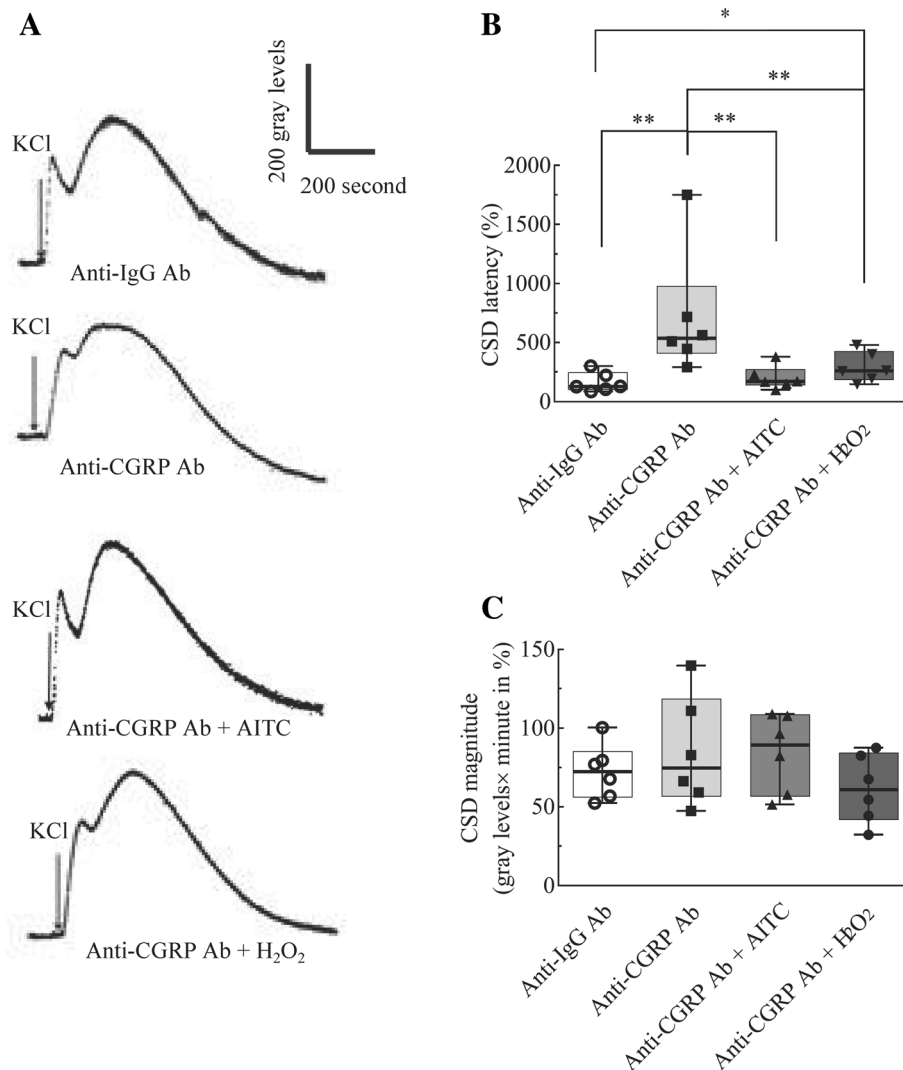 A
200 gray levels
200 second
KCl
Anti-IgG Ab
KCl
Anti-CGRP Ab
KCl
Anti-CGRP Ab + AITC
KCl
Anti-CGRP Ab + H₂O₂
B
*
**
**
**
CSD latency (%)
2000
1500
1000
500
0
Anti-IgG Ab
Anti-CGRP Ab
Anti-CGRP Ab + AITC
Anti-CGRP Ab + H2O2
C
CSD magnitude
(gray levels× minute in %)
150
100
50
0
Anti-IgG Ab
Anti-CGRP Ab
Anti-CGRP Ab + AITC
Anti-CGRP Ab + H2O2